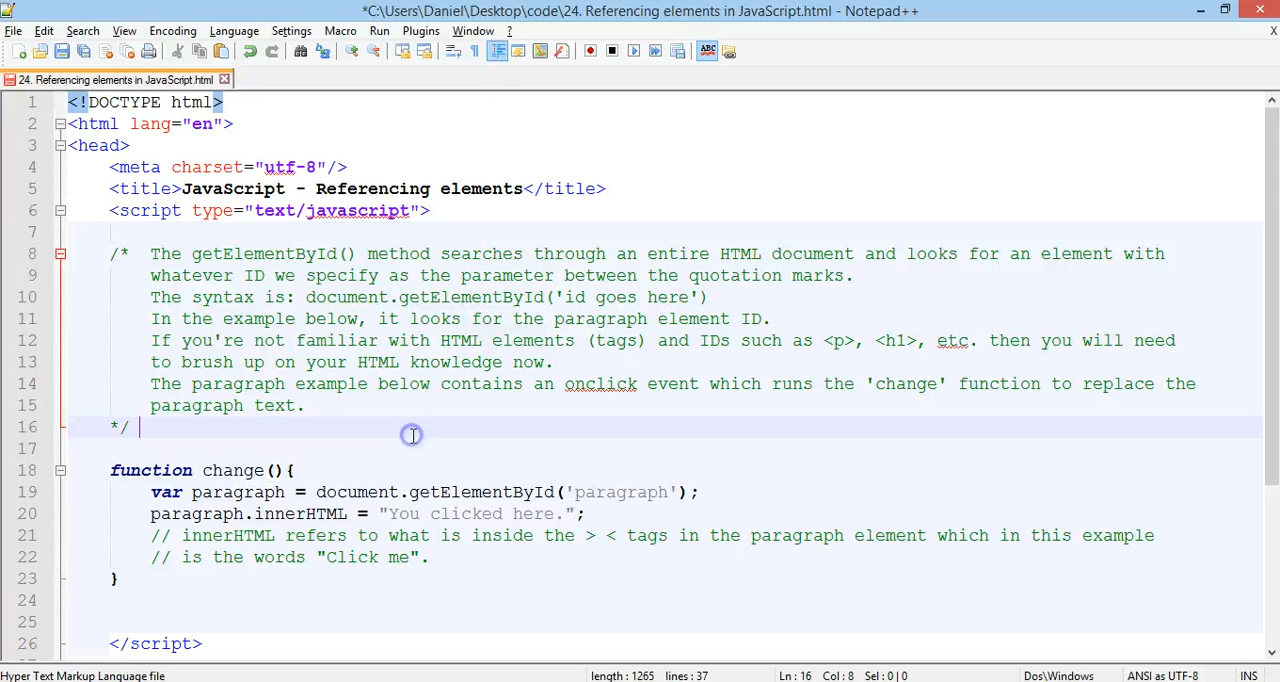 *C:\Users\Daniel\Desktop\code\24. Referencing elements in JavaScript.html - Notepad++
File Edit Search View Encoding Language Settings Macro Run Plugins Window ? X
24. Referencing elements in JavaScript.html
1 <!DOCTYPE html>
2 <html lang="en">
3 <head>
4 <meta charset="utf-8"/>
5 <title>JavaScript - Referencing elements</title>
6 <script type="text/javascript">
7
8 /* The getElementById() method searches through an entire HTML document and looks for an element with
9 whatever ID we specify as the parameter between the quotation marks.
10 The syntax is: document.getElementById('id goes here')
11 In the example below, it looks for the paragraph element ID.
12 If you're not familiar with HTML elements (tags) and IDs such as <p>, <h1>, etc. then you will need
13 to brush up on your HTML knowledge now.
14 The paragraph example below contains an onclick event which runs the 'change' function to replace the
15 paragraph text.
16 */
17
18 function change(){
19 var paragraph = document.getElementById('paragraph');
20 paragraph.innerHTML = "You clicked here.";
21 // innerHTML refers to what is inside the > < tags in the paragraph element which in this example
22 // is the words "Click me".
23 }
24
25
26 </script>
Hyper Text Markup Language file length : 1265 lines : 37 Ln : 16 Col : 8 Sel : 0 | 0 Dos\Windows ANSI as UTF-8 INS